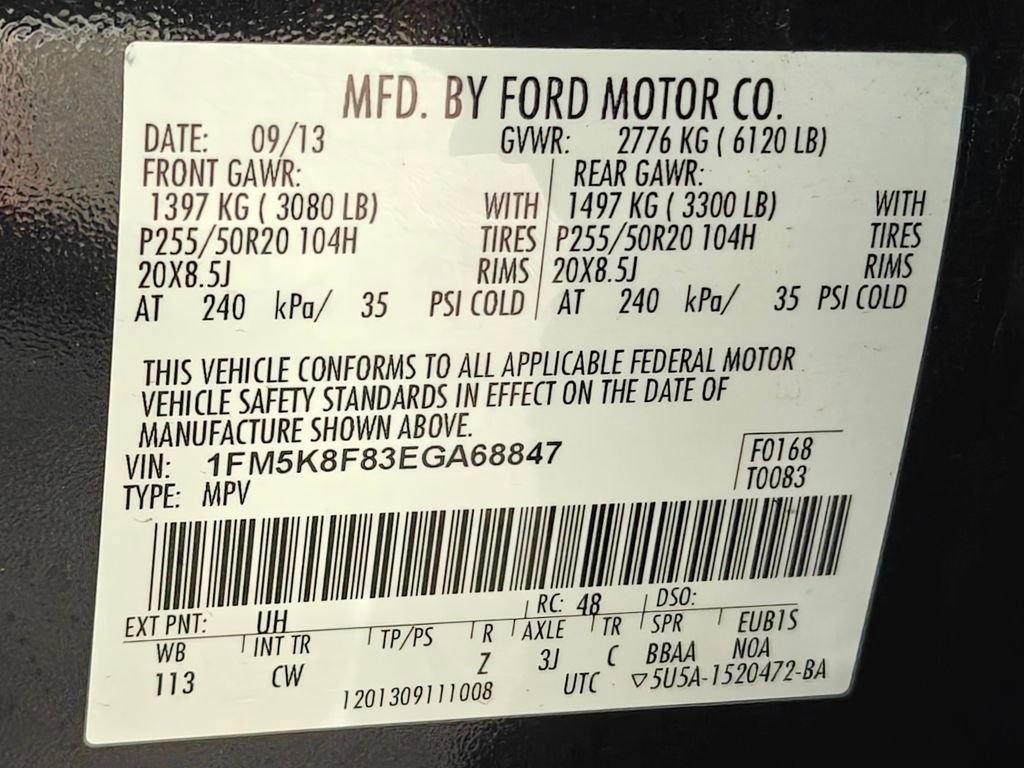 MFD. BY FORD MOTOR CO.
DATE: 09/13 GVWR: 2776 KG ( 6120 LB)
FRONT GAWR: REAR GAWR:
1397 KG ( 3080 LB) WITH 1497 KG ( 3300 LB) WITH
P255/50R20 104H TIRES P255/50R20 104H TIRES
20X8.5J RIMS 20X8.5J RIMS
AT 240 kPa/ 35 PSI COLD AT 240 kPa/ 35 PSI COLD
THIS VEHICLE CONFORMS TO ALL APPLICABLE FEDERAL MOTOR
VEHICLE SAFETY STANDARDS IN EFFECT ON THE DATE OF
MANUFACTURE SHOWN ABOVE.
VIN: 1FM5K8F83EGA68847 F0168
TYPE: MPV T0083
EXT PNT: UH RC: 48 DSO:
WB INT TR TP/PS R AXLE TR SPR EUB1S
113 CW Z 3J C BBAA NOA
1201309111008 UTC ▽5U5A-1520472-BA